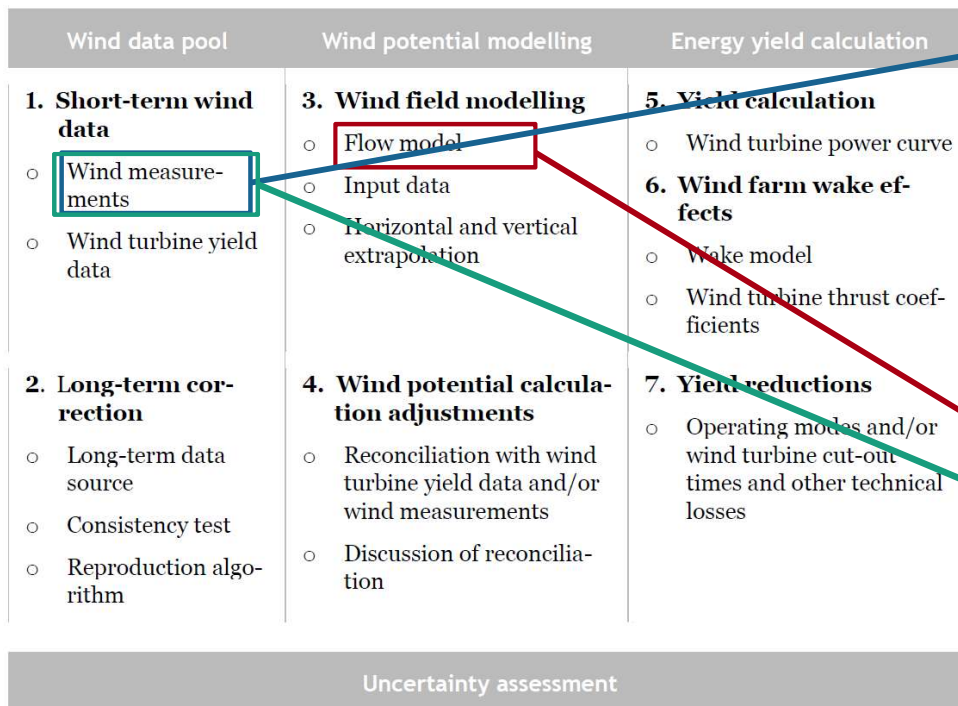 Wind data pool
Wind potential modelling
Energy yield calculation
1. Short-term wind
data
○ Wind measure-
ments
○ Wind turbine yield
data
3. Wind field modelling
○ Flow model
○ Input data
○ Horizontal and vertical
extrapolation
5. Yield calculation
○ Wind turbine power curve
6. Wind farm wake ef-
fects
○ Wake model
○ Wind turbine thrust coef-
ficients
2. Long-term cor-
rection
○ Long-term data
source
○ Consistency test
○ Reproduction algo-
rithm
4. Wind potential calcula-
tion adjustments
○ Reconciliation with wind
turbine yield data and/or
wind measurements
○ Discussion of reconcilia-
tion
7. Yield reductions
○ Operating modes and/or
wind turbine cut-out
times and other technical
losses
Uncertainty assessment